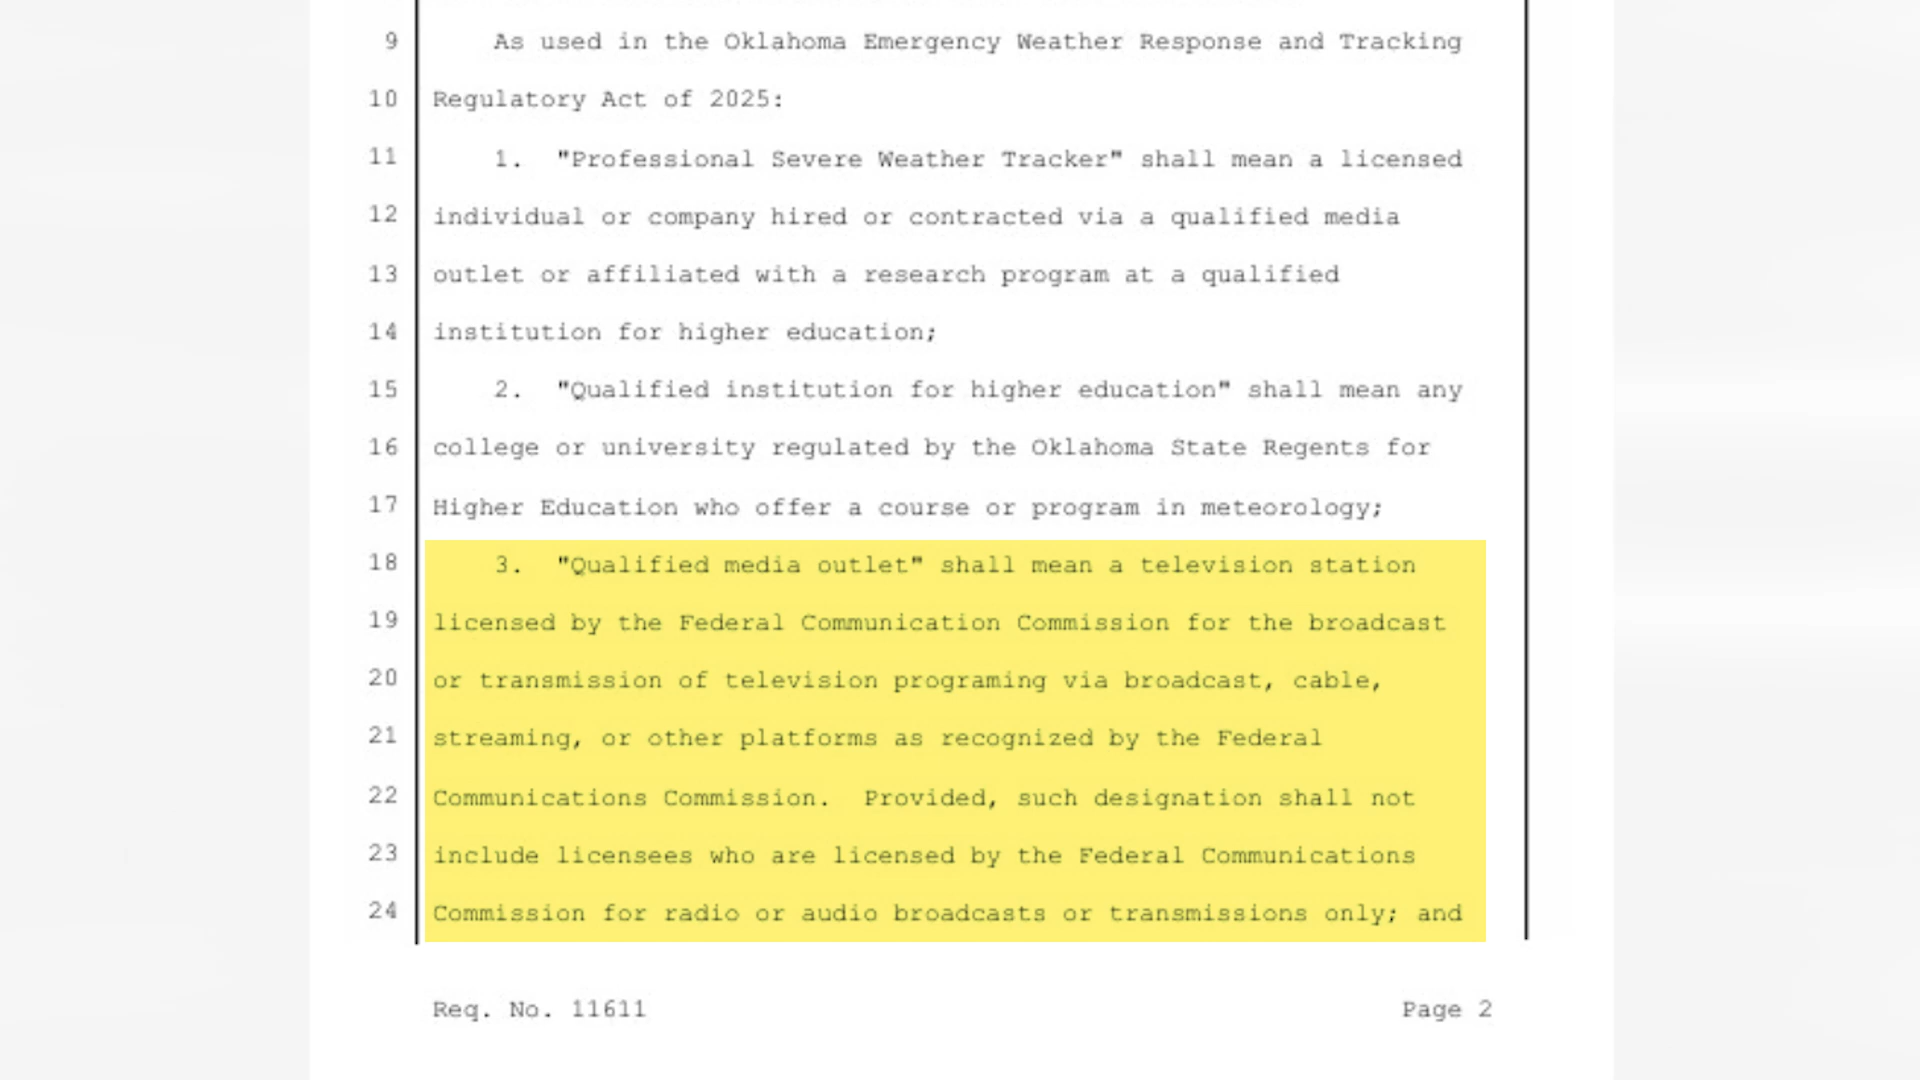 9 As used in the Oklahoma Emergency Weather Response and Tracking
10 Regulatory Act of 2025:
11 1. "Professional Severe Weather Tracker" shall mean a licensed
12 individual or company hired or contracted via a qualified media
13 outlet or affiliated with a research program at a qualified
14 institution for higher education;
15 2. "Qualified institution for higher education" shall mean any
16 college or university regulated by the Oklahoma State Regents for
17 Higher Education who offer a course or program in meteorology;
18 3. "Qualified media outlet" shall mean a television station
19 licensed by the Federal Communication Commission for the broadcast
20 or transmission of television programing via broadcast, cable,
21 streaming, or other platforms as recognized by the Federal
22 Communications Commission. Provided, such designation shall not
23 include licensees who are licensed by the Federal Communications
24 Commission for radio or audio broadcasts or transmissions only; and
Req. No. 11611 Page 2